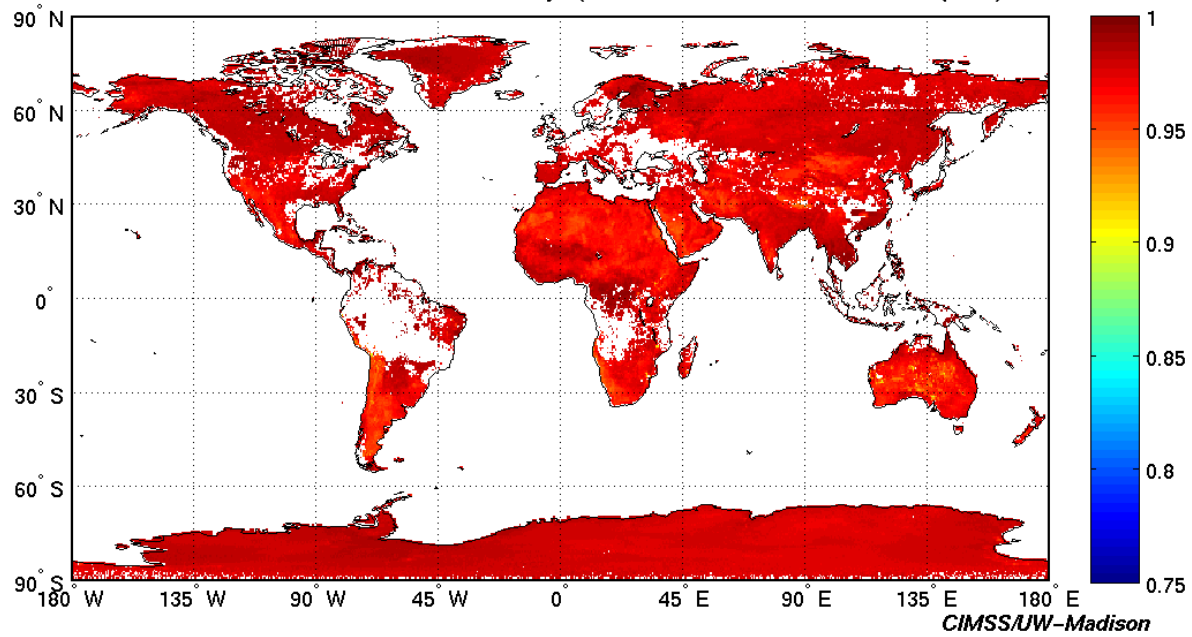 90° N
60° N
30° N
0°
30° S
60° S
90° S
180 ° W
135 ° W
90 ° W
45 ° W
0°
45 ° E
90 ° E
135 ° E
180 ° E
1
0.95
0.9
0.85
0.8
0.75
CIMSS/UW-Madison